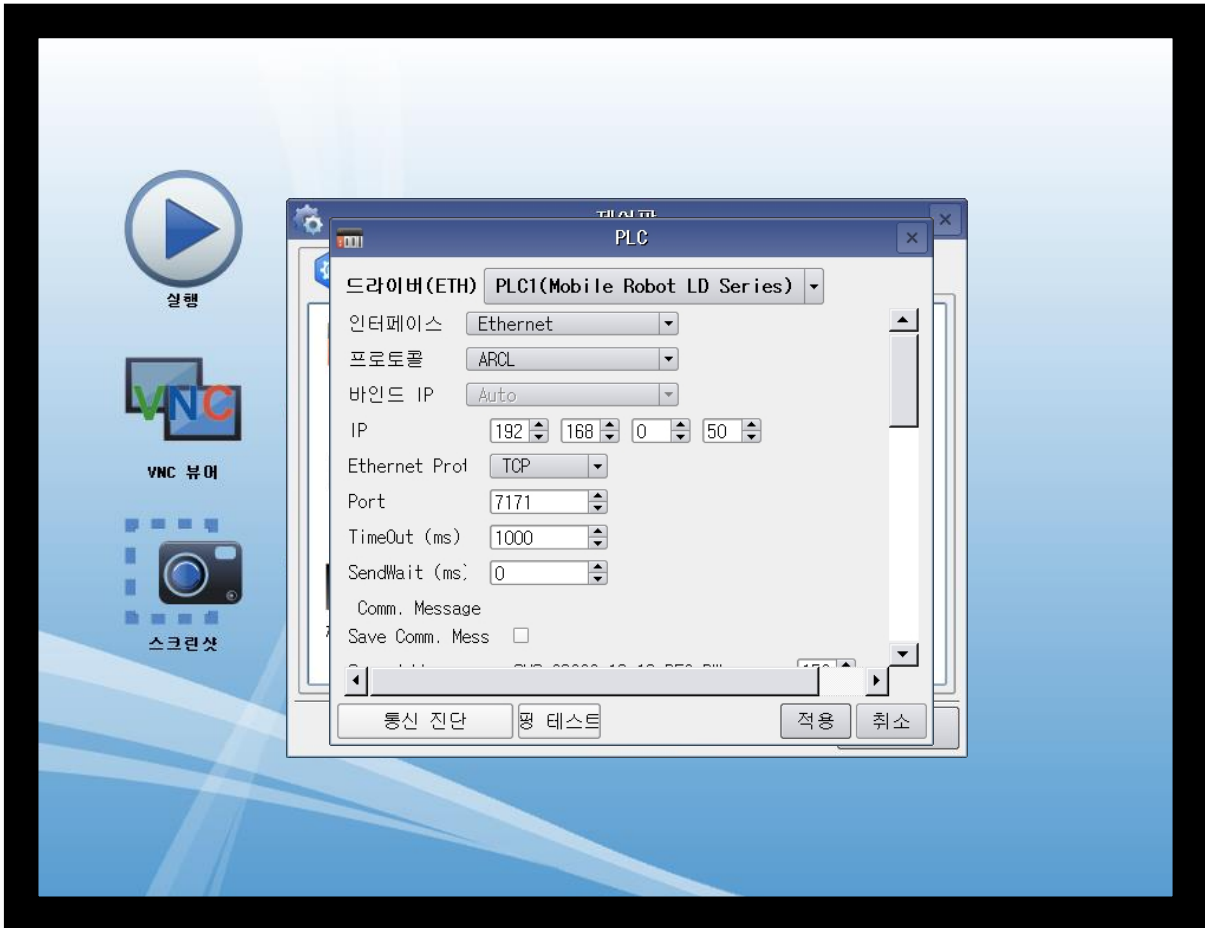 실행
VNC
VNC 뷰어
스크린샷
PLC
드라이버(ETH) PLC1(Mobile Robot LD Series)
인터페이스 Ethernet
프로토콜 ARCL
바인드 IP Auto
IP 192 168 0 50
Ethernet Prot TCP
Port 7171
TimeOut (ms) 1000
SendWait (ms) 0
Comm. Message
Save Comm. Mess
통신 진단 핑 테스트 적용 취소